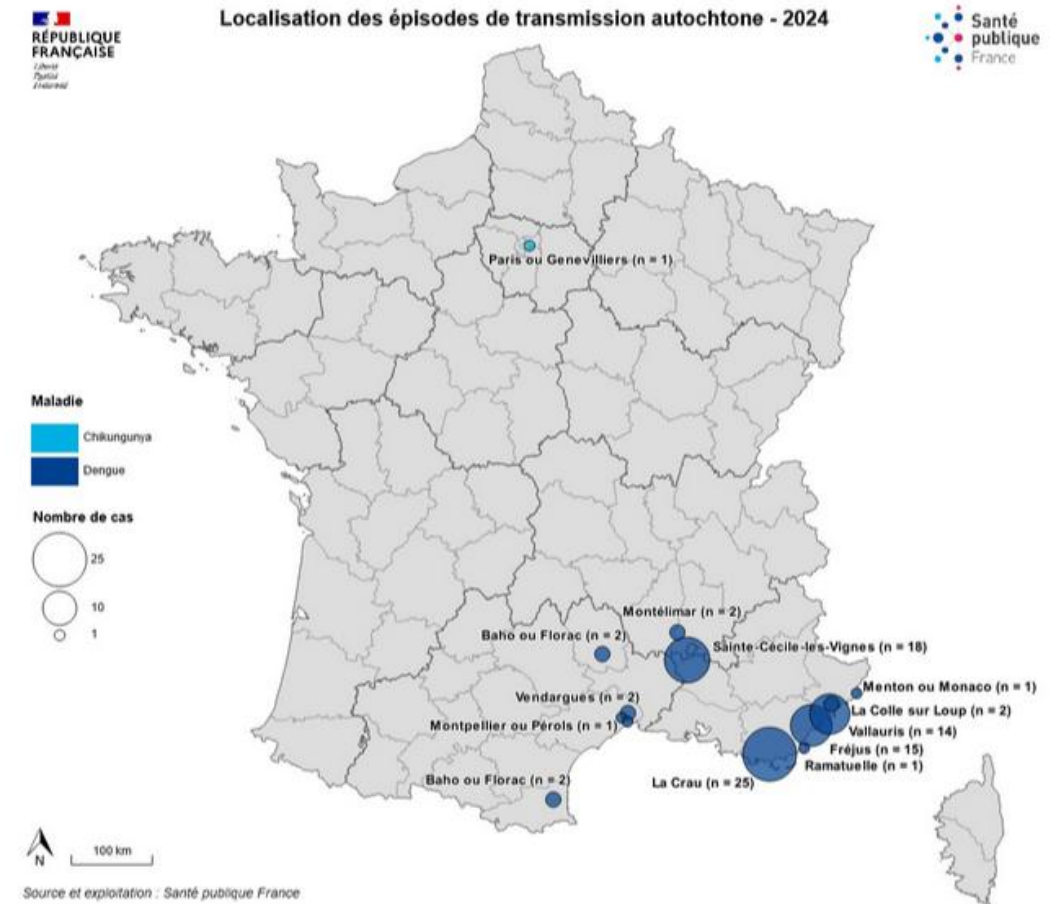 Localisation des épisodes de transmission autochtone - 2024
RÉPUBLIQUE
FRANÇAISE
Santé
publique
France
Paris ou Genevilliers (n = 1)
Maladie
Chikungunya
Dengue
Nombre de cas
25
10
1
Montélimar (n = 2)
Baho ou Florac (n = 2)
Sainte-Cécile-les-Vignes (n = 18)
Menton ou Monaco (n = 1)
Vendargues (n = 2)
La Colle sur Loup (n = 2)
Montpellier ou Pérols (n = 1)
Vallauris (n = 14)
Fréjus (n = 15)
Ramatuelle (n = 1)
Baho ou Florac (n = 2)
La Crau (n = 25)
N
100 km
Source et exploitation : Santé publique France